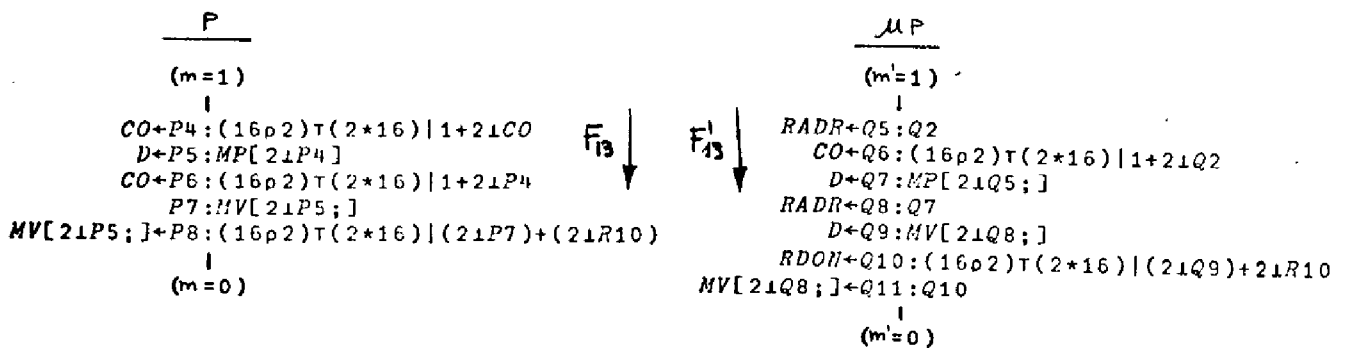 P
(m=1)
CO←P4:(16ρ2)⊤(2*16)|1+2⊥CO
D←P5:MP[2⊥P4]
CO←P6:(16ρ2)⊤(2*16)|1+2⊥P4
P7:MV[2⊥P5;]
MV[2⊥P5;]←P8:(16ρ2)⊤(2*16)|(2⊥P7)+(2⊥R10)
(m=0)
F13
F'13
μP
(m'=1)
RADR←Q5:Q2
CO←Q6:(16ρ2)⊤(2*16)|1+2⊥Q2
D←Q7:MP[2⊥Q5;]
RADR←Q8:Q7
D←Q9:MV[2⊥Q8;]
RDON←Q10:(16ρ2)⊤(2*16)|(2⊥Q9)+2⊥R10
MV[2⊥Q8;]←Q11:Q10
(m'=0)